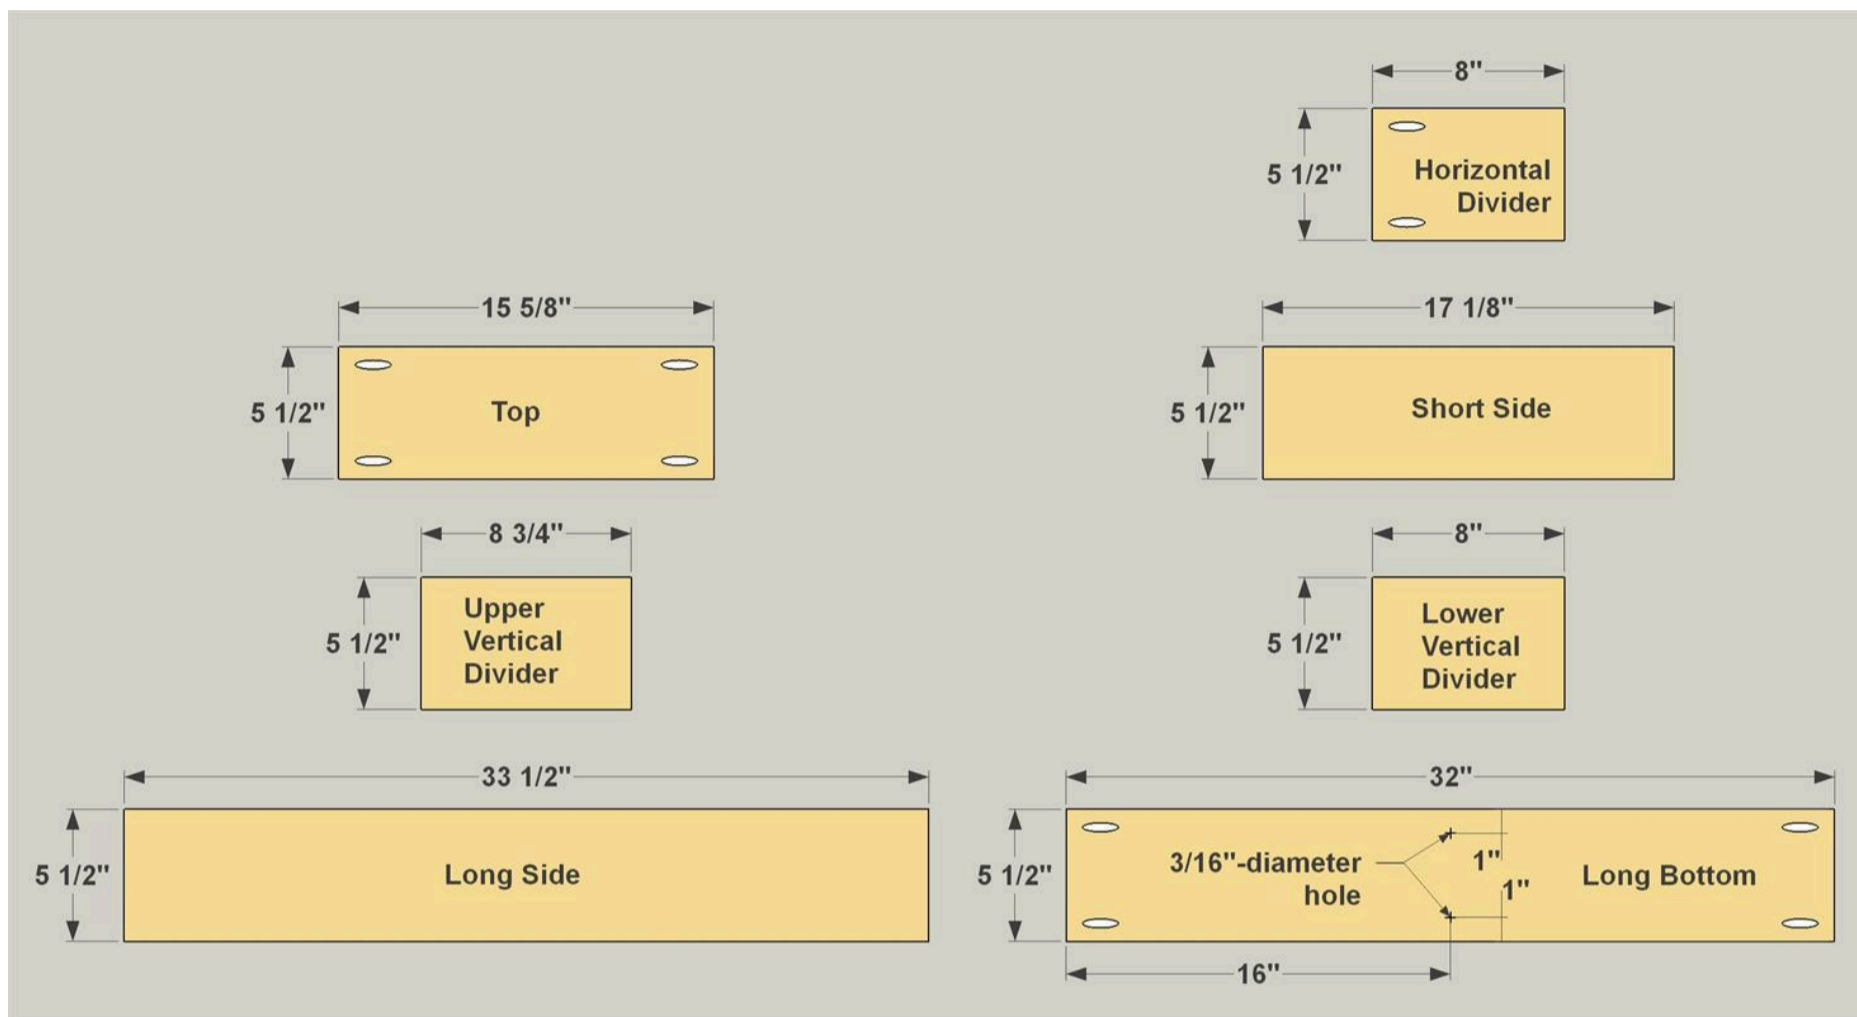 8"
5 1/2"
Horizontal
Divider
15 5/8"
5 1/2"
Top
17 1/8"
5 1/2"
Short Side
8 3/4"
5 1/2"
Upper
Vertical
Divider
8"
5 1/2"
Lower
Vertical
Divider
33 1/2"
5 1/2"
Long Side
32"
5 1/2"
3/16"-diameter
hole
1"
1"
Long Bottom
16"